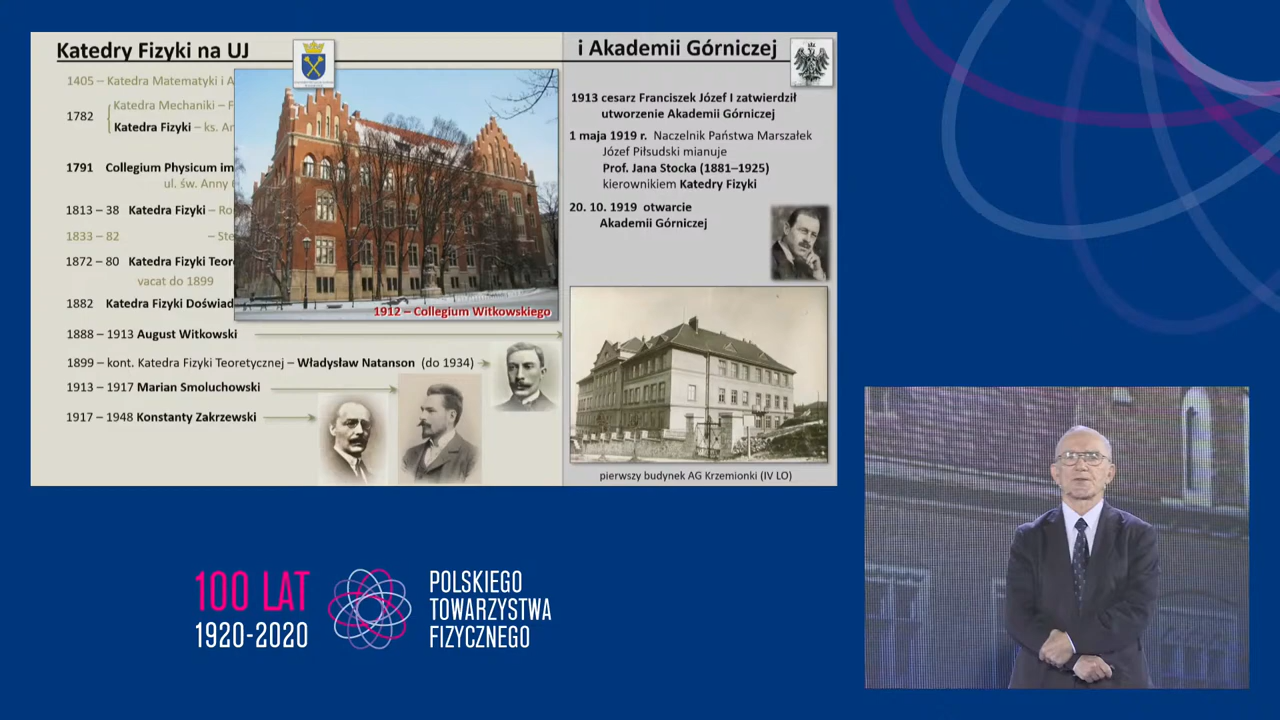 Katedry Fizyki na UJ
1405 – Katedra Matematyki i A
1782
Katedra Mechaniki – F
Katedra Fizyki – ks. An
1791 Collegium Physicum im
ul. św. Anny
1813 – 38 Katedra Fizyki – Ro
1833 – 82 – Ste
1872 – 80 Katedra Fizyki Teor
vacat do 1899
1882 Katedra Fizyki Doświad
1912 – Collegium Witkowskiego
1888 – 1913 August Witkowski
1899 – kont. Katedra Fizyki Teoretycznej – Władysław Natanson (do 1934)
1913 – 1917 Marian Smoluchowski
1917 – 1948 Konstanty Zakrzewski
i Akademii Górniczej
1913 cesarz Franciszek Józef I zatwierdził
utworzenie Akademii Górniczej
1 maja 1919 r. Naczelnik Państwa Marszałek
Józef Piłsudski mianuje
Prof. Jana Stocka (1881–1925)
kierownikiem Katedry Fizyki
20. 10. 1919 otwarcie
Akademii Górniczej
pierwszy budynek AG Krzemionki (IV LO)
100 LAT
1920-2020
POLSKIEGO
TOWARZYSTWA
FIZYCZNEGO